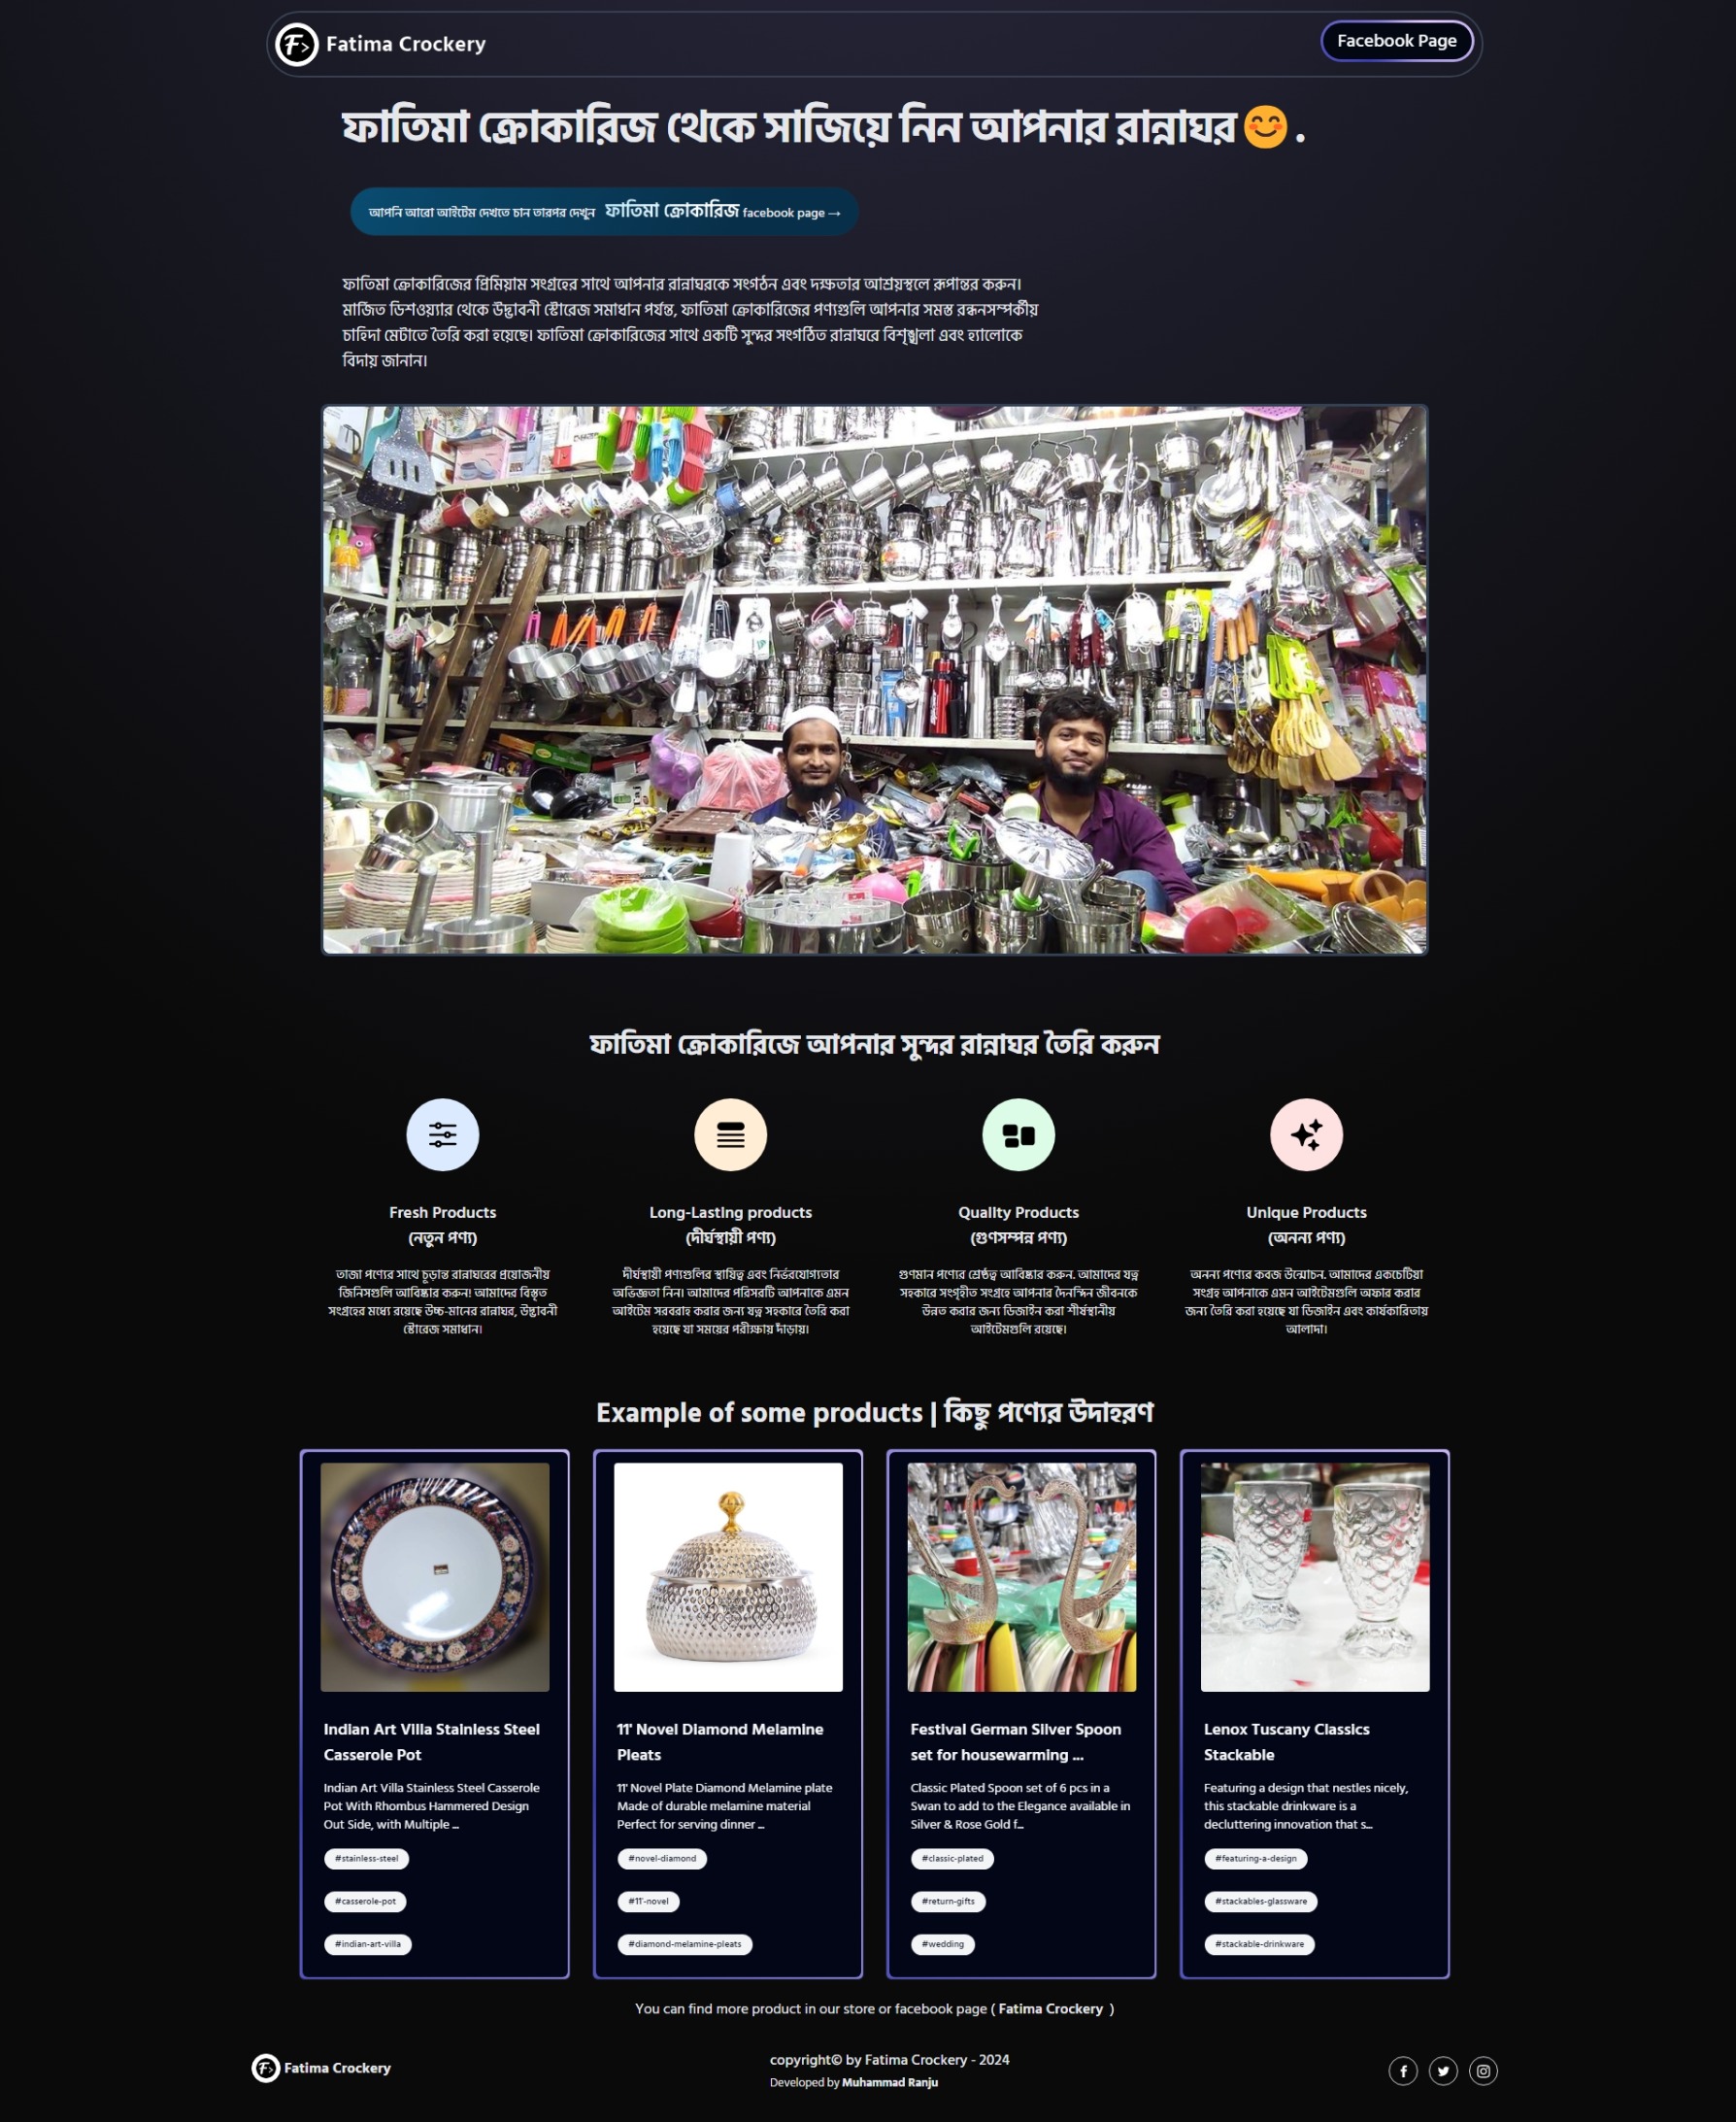 Fatima Crockery
Facebook Page
ফাতিমা ক্রোকারিজ থেকে সাজিয়ে নিন আপনার রান্নাঘর😊.
আপনি আরো আইটেম দেখতে চান তারপর দেখুন ফাতিমা ক্রোকারিজ facebook page →
ফাতিমা ক্রোকারিজের প্রিমিয়াম সংগ্রহের সাথে আপনার রান্নাঘরকে সংগঠন এবং দক্ষতার আশ্রয়স্থলে রূপান্তর করুন।
মার্জিত ডিশওয়্যার থেকে উদ্ভাবনী স্টোরেজ সমাধান পর্যন্ত, ফাতিমা ক্রোকারিজের পণ্যগুলি আপনার সমস্ত রন্ধনসম্পর্কীয়
চাহিদা মেটাতে তৈরি করা হয়েছে। ফাতিমা ক্রোকারিজের সাথে একটি সুন্দর সংগঠিত রান্নাঘরে বিশৃঙ্খলা এবং হ্যালোকে
বিদায় জানান।
ফাতিমা ক্রোকারিজে আপনার সুন্দর রান্নাঘর তৈরি করুন
Fresh Products
(নতুন পণ্য)
তাজা পণ্যের সাথে চূড়ান্ত রান্নাঘরের প্রয়োজনীয়
জিনিসগুলি আবিষ্কার করুন! আমাদের বিস্তৃত
সংগ্রহের মধ্যে রয়েছে উচ্চ-মানের রান্নাঘর, উদ্ভাবনী
স্টোরেজ সমাধান।
Long-Lasting products
(দীর্ঘস্থায়ী পণ্য)
দীর্ঘস্থায়ী পণ্যগুলির স্থায়িত্ব এবং নির্ভরযোগ্যতার
অভিজ্ঞতা নিন। আমাদের পরিসরটি আপনাকে এমন
আইটেম সরবরাহ করার জন্য যত্ন সহকারে তৈরি করা
হয়েছে যা সময়ের পরীক্ষায় দাঁড়ায়।
Quality Products
(গুণসম্পন্ন পণ্য)
গুণমান পণ্যের শ্রেষ্ঠত্ব আবিষ্কার করুন. আমাদের যত্ন
সহকারে সংগৃহীত সংগ্রহে আপনার দৈনন্দিন জীবনকে
উন্নত করার জন্য ডিজাইন করা শীর্ষস্থানীয়
আইটেমগুলি রয়েছে।
Unique Products
(অনন্য পণ্য)
অনন্য পণ্যের কবজ উন্মোচন. আমাদের একচেটিয়া
সংগ্রহ আপনাকে এমন আইটেমগুলি অফার করার
জন্য তৈরি করা হয়েছে যা ডিজাইন এবং কার্যকারিতায়
আলাদা।
Example of some products | কিছু পণ্যের উদাহরণ
Indian Art Villa Stainless Steel
Casserole Pot
Indian Art Villa Stainless Steel Casserole
Pot With Rhombus Hammered Design
Out Side, with Multiple ...
#stainless-steel
#casserole-pot
#indian-art-villa
11' Novel Diamond Melamine
Pleats
11' Novel Plate Diamond Melamine plate
Made of durable melamine material
Perfect for serving dinner ...
#novel-diamond
#11'-novel
#diamond-melamine-pleats
Festival German Silver Spoon
set for housewarming ...
Classic Plated Spoon set of 6 pcs in a
Swan to add to the Elegance available in
Silver & Rose Gold f...
#classic-plated
#return-gifts
#wedding
Lenox Tuscany Classics
Stackable
Featuring a design that nestles nicely,
this stackable drinkware is a
decluttering innovation that s...
#featuring-a-design
#stackables-glassware
#stackable-drinkware
You can find more product in our store or facebook page ( Fatima Crockery )
Fatima Crockery
copyright© by Fatima Crockery - 2024
Developed by Muhammad Ranju